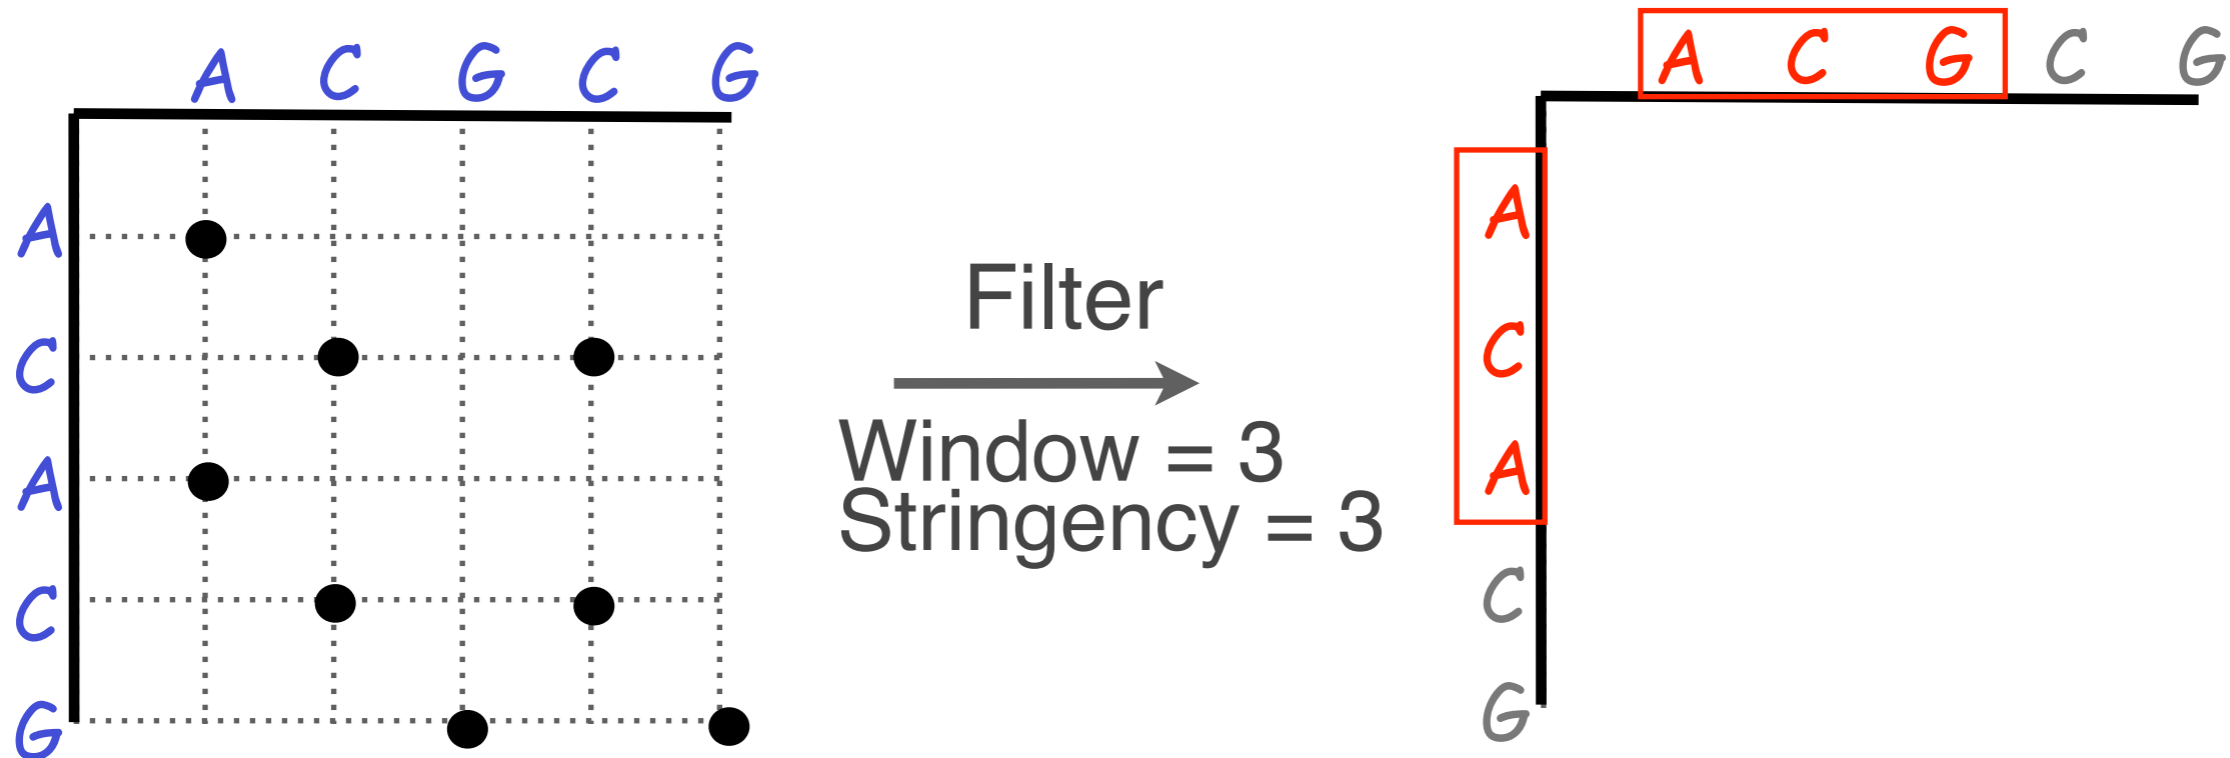 A C G C G
A
C
A
C
G
Filter
Window = 3
Stringency = 3
A C G C G
A
C
A
C
G